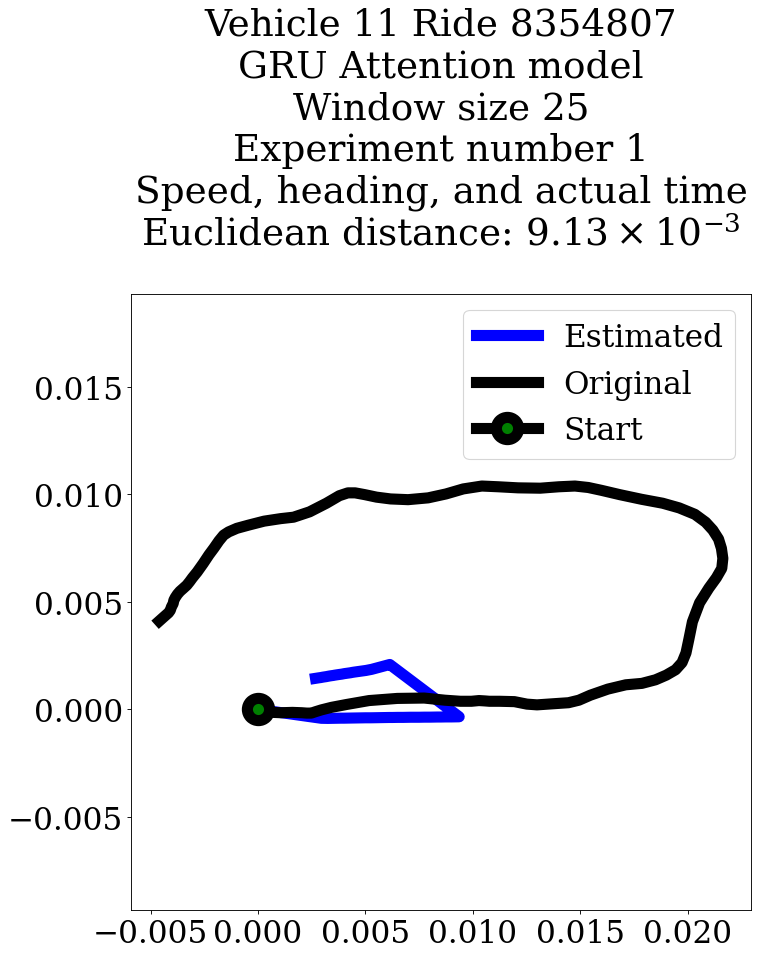 Vehicle 11 Ride 8354807
GRU Attention model
Window size 25
Experiment number 1
Speed, heading, and actual time
Euclidean distance: 9.13 × 10⁻³
Estimated
Original
Start
0.015
0.010
0.005
0.000
−0.005
−0.005 0.000 0.005 0.010 0.015 0.020